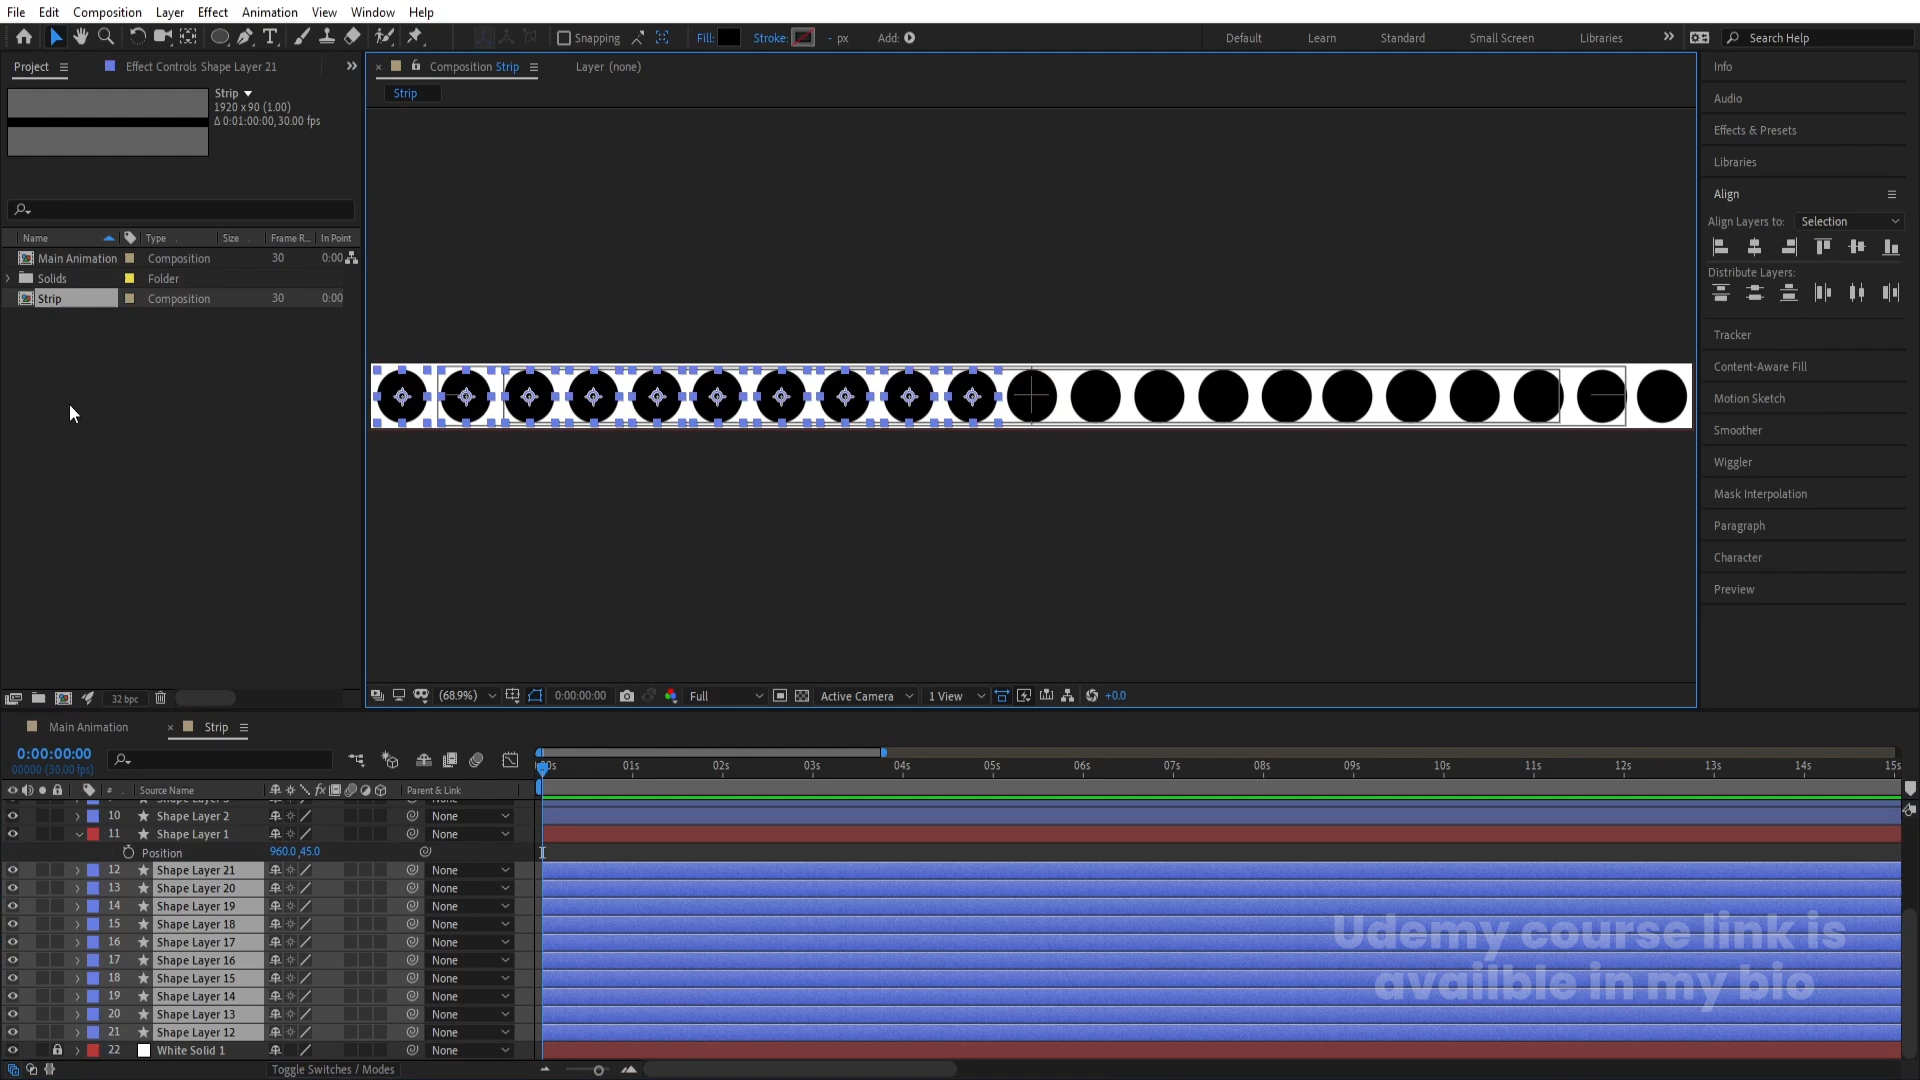 File Edit Composition Layer Effect Animation View Window Help
Snapping Fill: Stroke: - px Add: Default Learn Standard Small Screen Libraries Search Help
Project Effect Controls Shape Layer 21
Composition Strip Layer (none)
Strip
Strip
1920 x 90 (1.00)
Δ 0:01:00:00, 30.00 fps
Name Type Size Frame R... In Point
Main Animation Composition 30 0:00
Solids Folder
Strip Composition 30 0:00
Info
Audio
Effects & Presets
Libraries
Align
Align Layers to: Selection
Distribute Layers:
Tracker
Content-Aware Fill
Motion Sketch
Smoother
Wiggler
Mask Interpolation
Paragraph
Character
Preview
32 bpc
(68.9%) 0:00:00:00 Full Active Camera 1 View +0.0
Main Animation Strip
0:00:00:00
00000 (30.00 fps)
00s 01s 02s 03s 04s 05s 06s 07s 08s 09s 10s 11s 12s 13s 14s 15s
# Source Name fx Parent & Link
10 Shape Layer 2 None
11 Shape Layer 1 None
Position 960.0,45.0
12 Shape Layer 21 None
13 Shape Layer 20 None
14 Shape Layer 19 None
15 Shape Layer 18 None
16 Shape Layer 17 None
17 Shape Layer 16 None
18 Shape Layer 15 None
19 Shape Layer 14 None
20 Shape Layer 13 None
21 Shape Layer 12 None
22 White Solid 1 None
Toggle Switches / Modes
Udemy course link is
availble in my bio